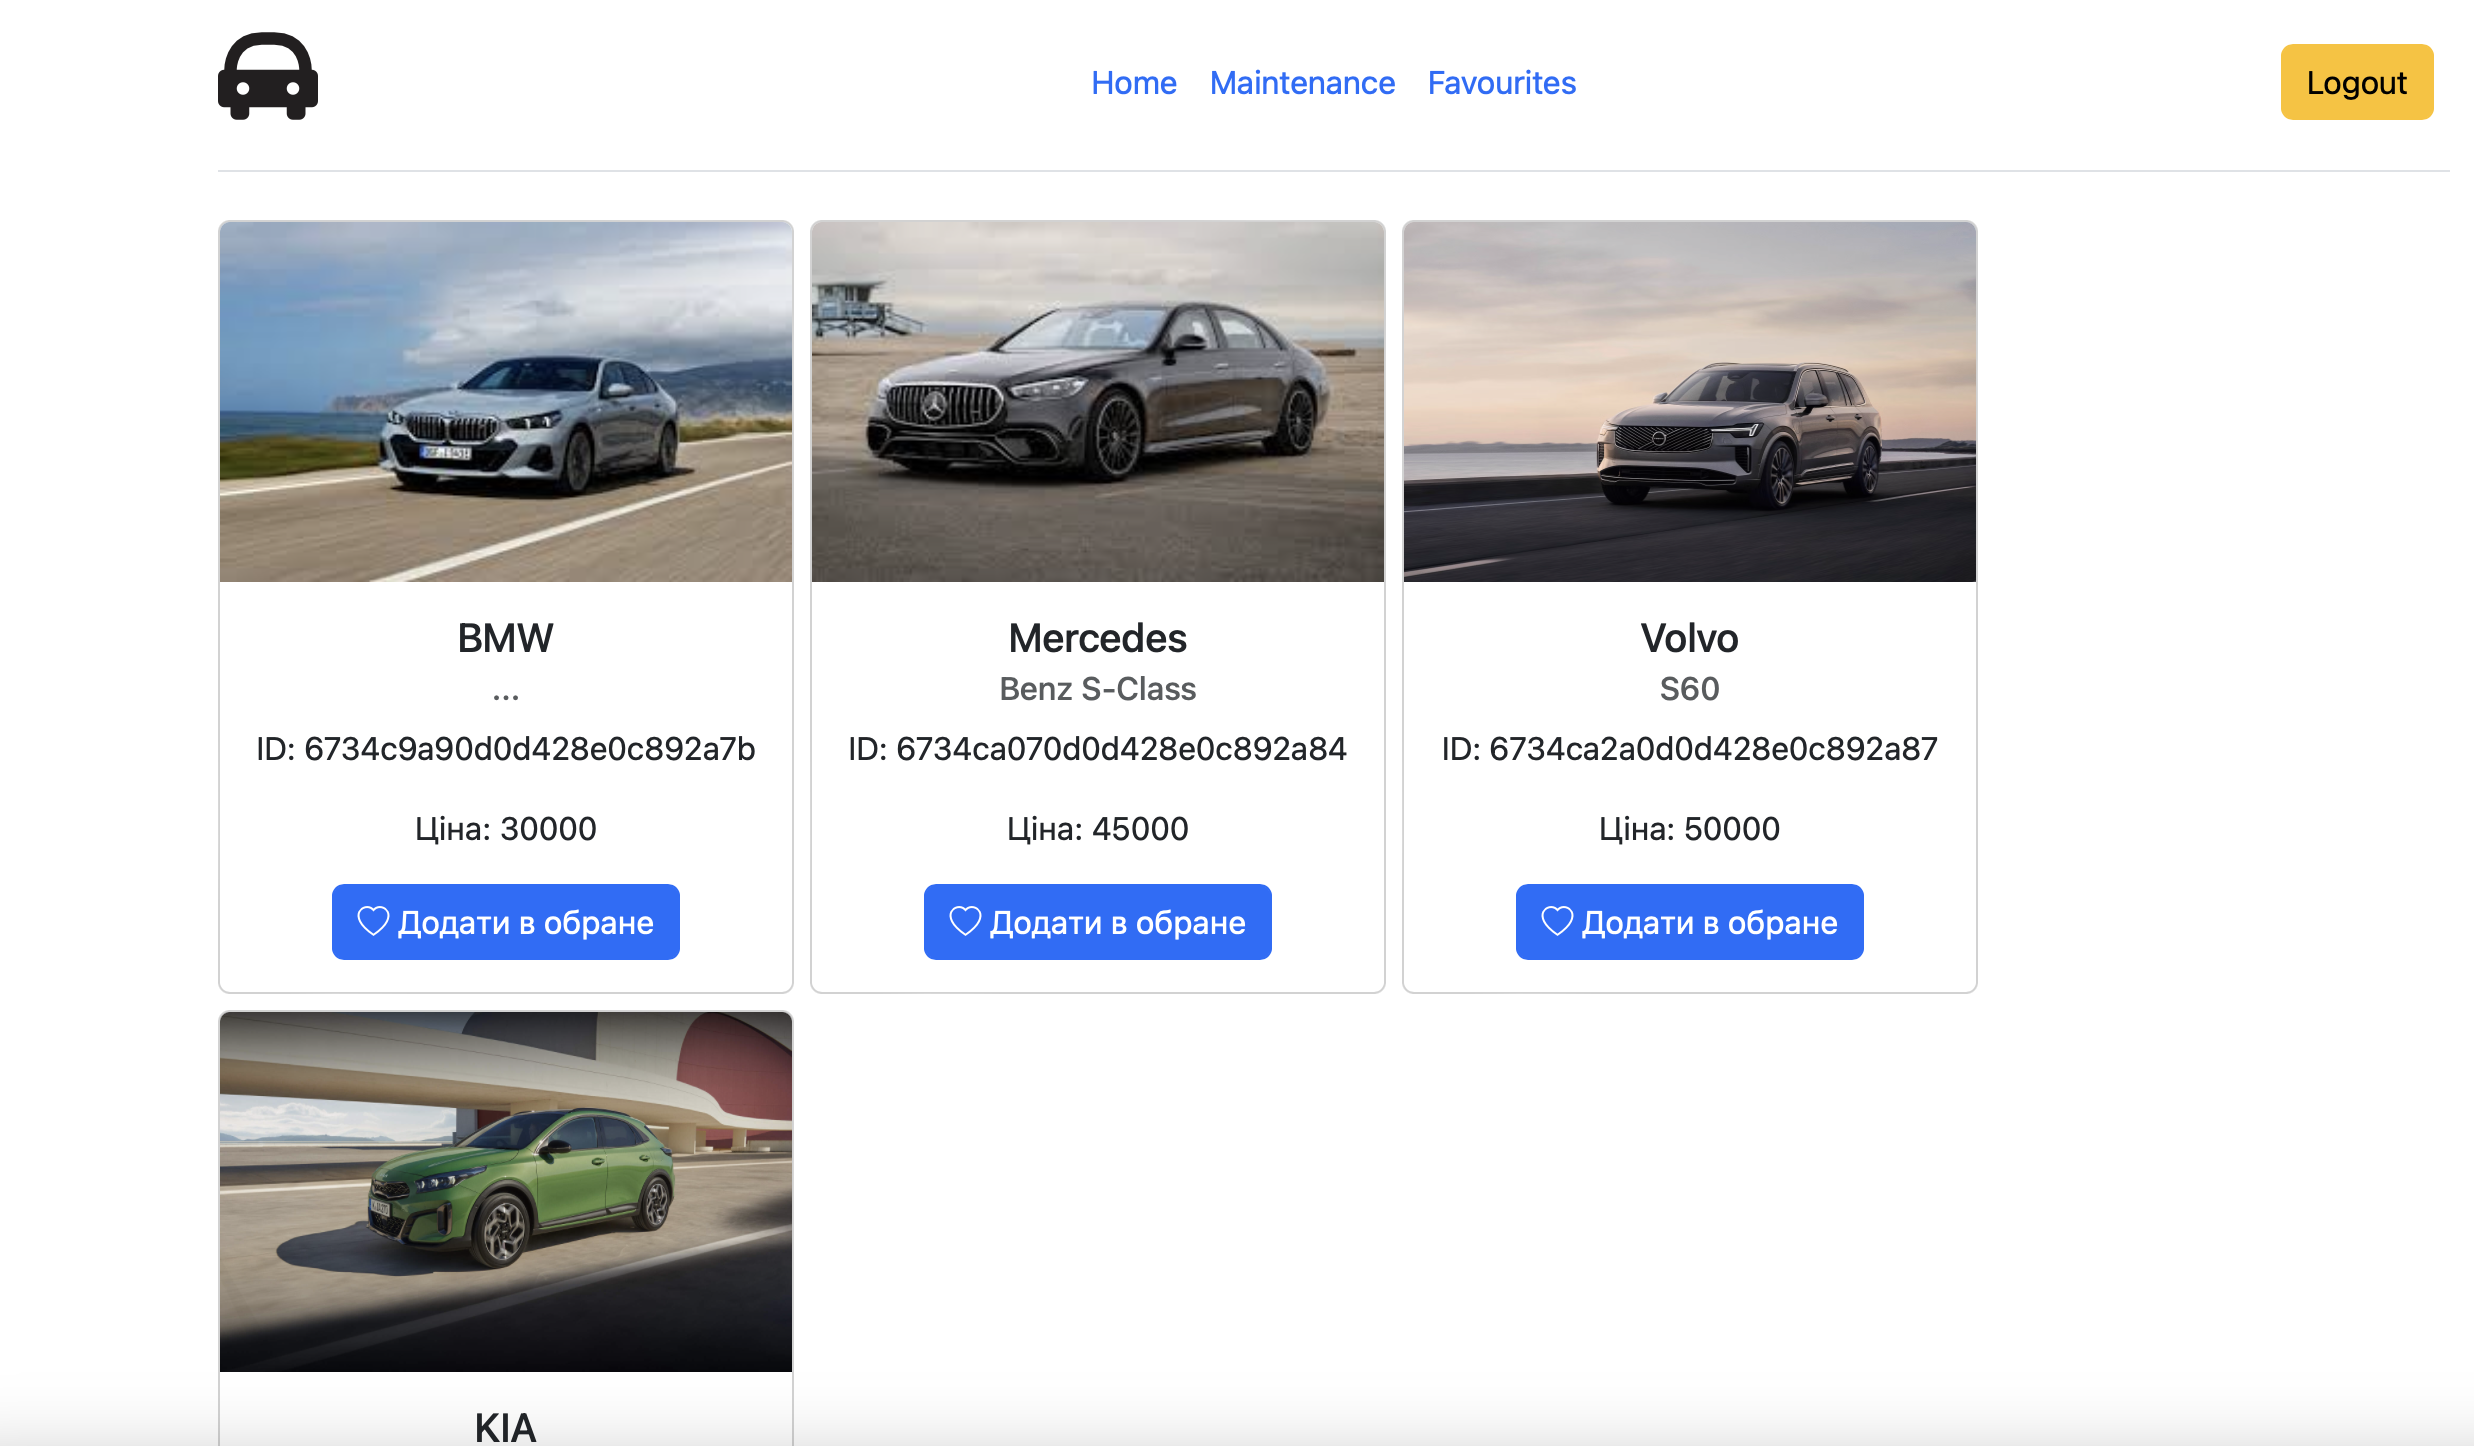 Home Maintenance Favourites Logout
BMW
...
ID: 6734c9a90d0d428e0c892a7b
Ціна: 30000
Додати в обране
Mercedes
Benz S-Class
ID: 6734ca070d0d428e0c892a84
Ціна: 45000
Додати в обране
Volvo
S60
ID: 6734ca2a0d0d428e0c892a87
Ціна: 50000
Додати в обране
KIA